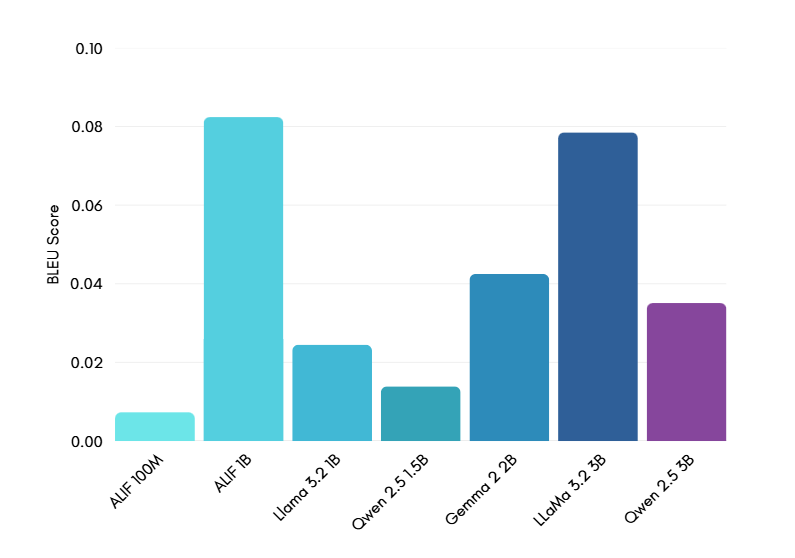 0.10
0.08
0.06
0.04
0.02
0.00
BLEU Score
ALIF 100M
ALIF 1B
Llama 3.2 1B
Qwen 2.5 1.5B
Gemma 2 2B
LLaMa 3.2 3B
Qwen 2.5 3B